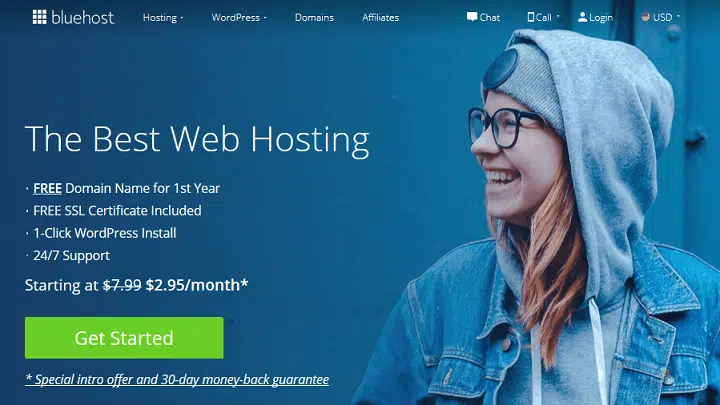 bluehost Hosting WordPress Domains Affiliates Chat Call Login USD
The Best Web Hosting
· FREE Domain Name for 1st Year
· FREE SSL Certificate Included
· 1-Click WordPress Install
· 24/7 Support
Starting at $7.99 $2.95/month*
Get Started
* Special intro offer and 30-day money-back guarantee